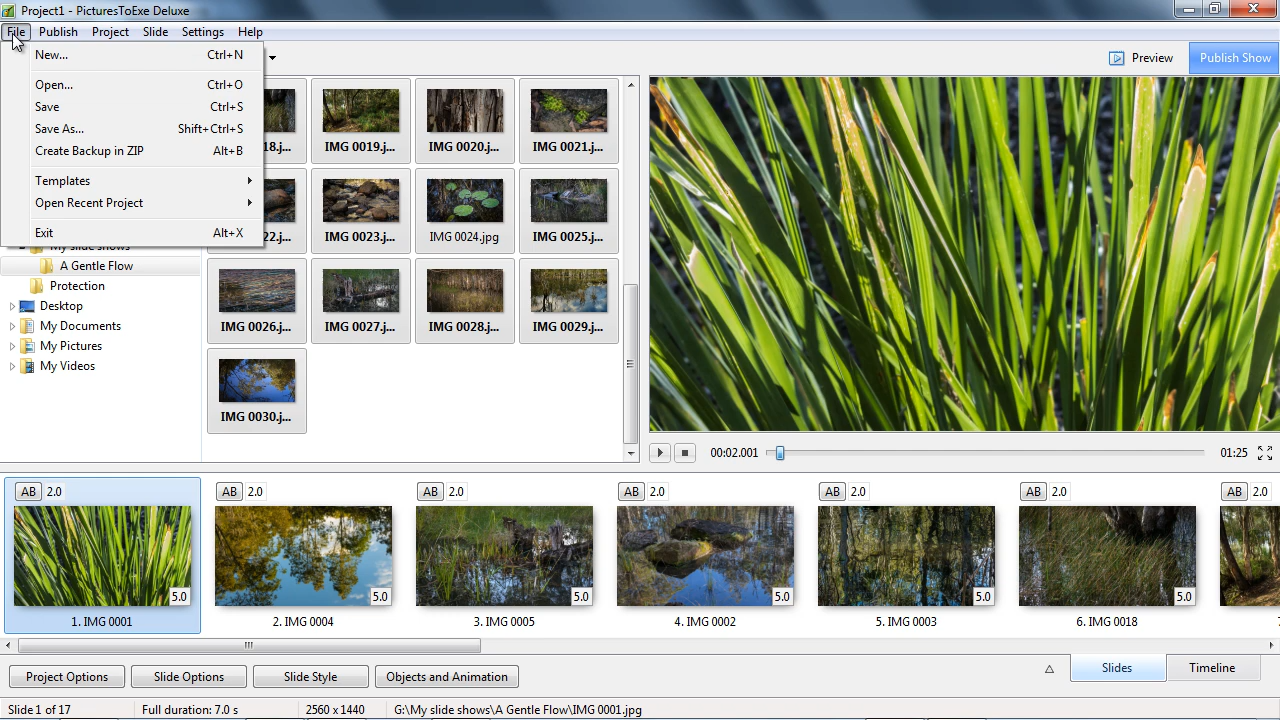 Project1 - PicturesToExe Deluxe
File Publish Project Slide Settings Help
New... Ctrl+N
Open... Ctrl+O
Save Ctrl+S
Save As... Shift+Ctrl+S
Create Backup in ZIP Alt+B
Templates
Open Recent Project
Exit Alt+X
Preview Publish Show
18.j... IMG 0019.j... IMG 0020.j... IMG 0021.j...
22.j... IMG 0023.j... IMG 0024.jpg IMG 0025.j...
My slide shows
A Gentle Flow
Protection
Desktop
My Documents
My Pictures
My Videos
IMG 0026.j... IMG 0027.j... IMG 0028.j... IMG 0029.j...
IMG 0030.j...
00:02.001 01:25
AB 2.0 AB 2.0 AB 2.0 AB 2.0 AB 2.0 AB 2.0 AB 2.0
5.0 5.0 5.0 5.0 5.0 5.0
1. IMG 0001 2. IMG 0004 3. IMG 0005 4. IMG 0002 5. IMG 0003 6. IMG 0018
Project Options Slide Options Slide Style Objects and Animation Slides Timeline
Slide 1 of 17 Full duration: 7.0 s 2560 x 1440 G:\My slide shows\A Gentle Flow\IMG 0001.jpg